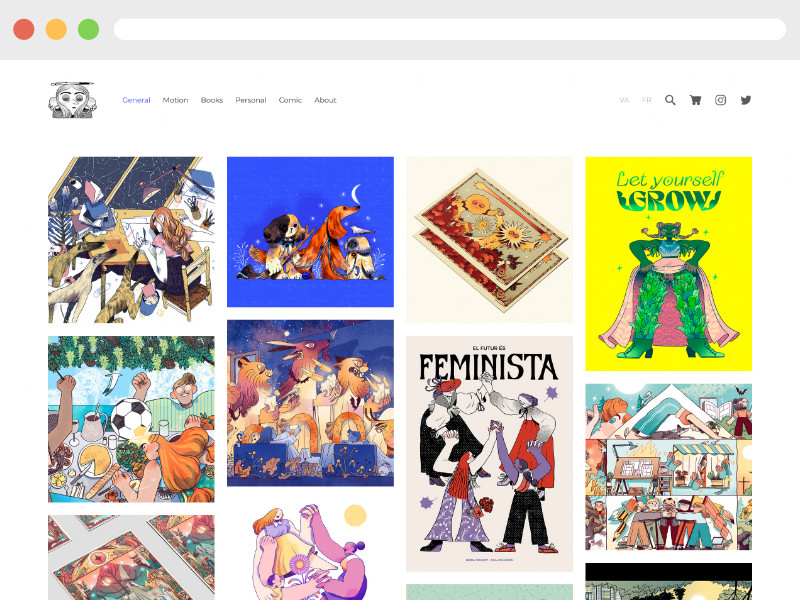 General Motion Books Personal Comic About
VA FR
Let yourself
GROW
EL FUTUR ÉS
FEMINISTA